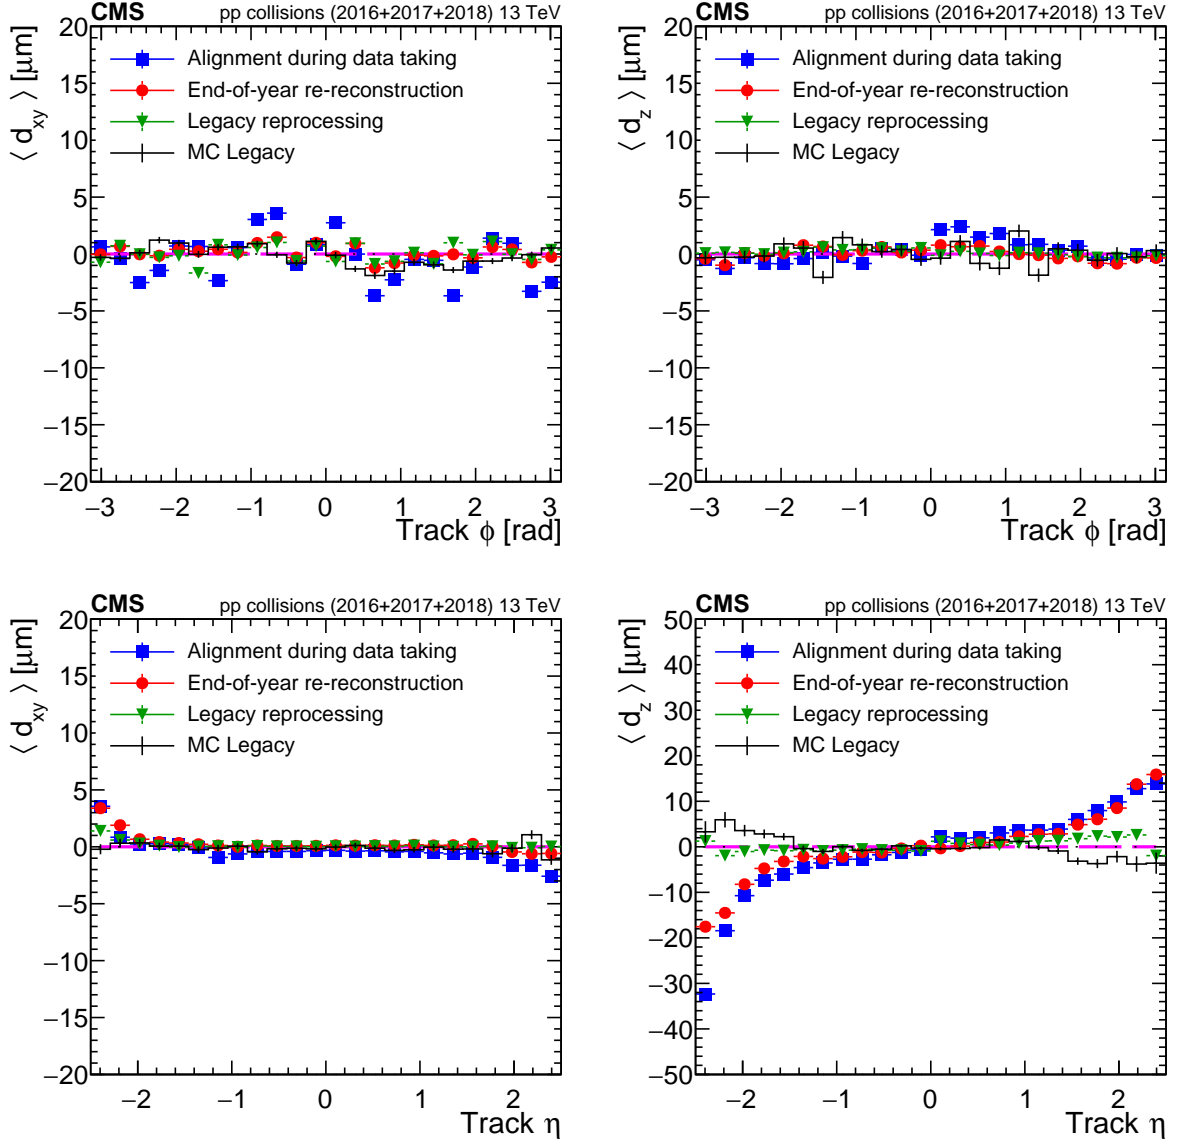 CMS pp collisions (2016+2017+2018) 13 TeV
⟨ d_xy ⟩ [μm]
20
15
10
5
0
−5
−10
−15
−20
Alignment during data taking
End-of-year re-reconstruction
Legacy reprocessing
MC Legacy
−3 −2 −1 0 1 2 3
Track ϕ [rad]
CMS pp collisions (2016+2017+2018) 13 TeV
⟨ d_z ⟩ [μm]
20
15
10
5
0
−5
−10
−15
−20
Alignment during data taking
End-of-year re-reconstruction
Legacy reprocessing
MC Legacy
−3 −2 −1 0 1 2 3
Track ϕ [rad]
CMS pp collisions (2016+2017+2018) 13 TeV
⟨ d_xy ⟩ [μm]
20
15
10
5
0
−5
−10
−15
−20
Alignment during data taking
End-of-year re-reconstruction
Legacy reprocessing
MC Legacy
−2 −1 0 1 2
Track η
CMS pp collisions (2016+2017+2018) 13 TeV
⟨ d_z ⟩ [μm]
50
40
30
20
10
0
−10
−20
−30
−40
−50
Alignment during data taking
End-of-year re-reconstruction
Legacy reprocessing
MC Legacy
−2 −1 0 1 2
Track η